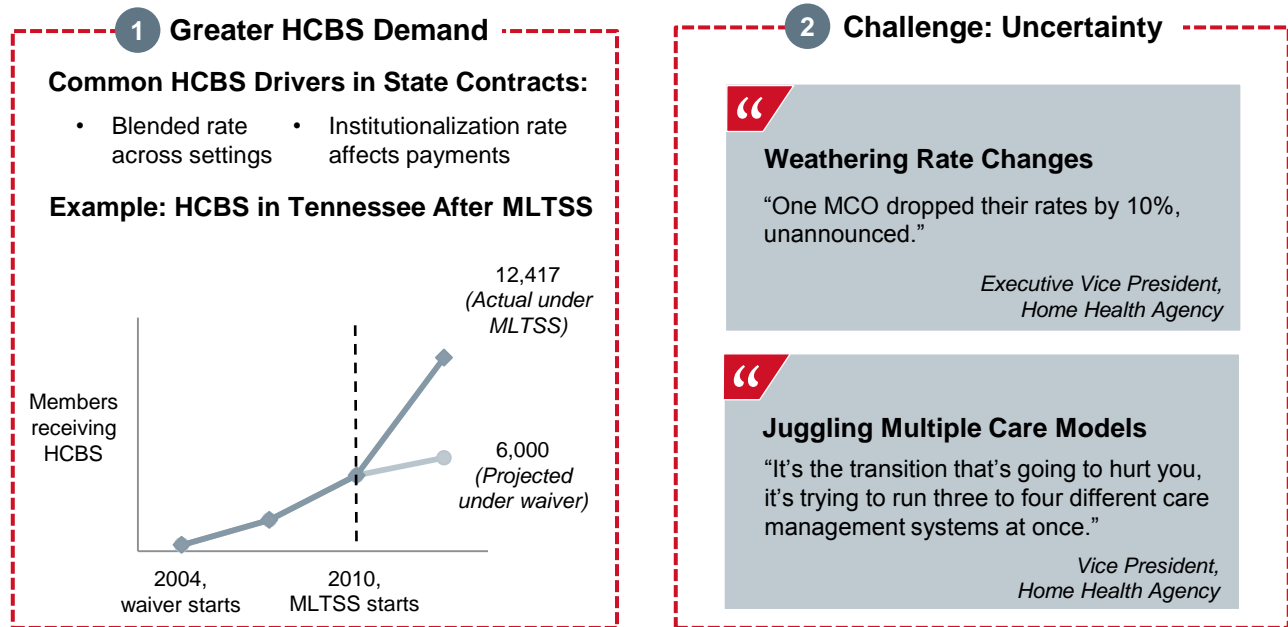 1 Greater HCBS Demand
Common HCBS Drivers in State Contracts:
• Blended rate
across settings
• Institutionalization rate
affects payments
Example: HCBS in Tennessee After MLTSS
12,417
(Actual under
MLTSS)
Members
receiving
HCBS
6,000
(Projected
under waiver)
2004,
waiver starts
2010,
MLTSS starts
2 Challenge: Uncertainty
“
Weathering Rate Changes
“One MCO dropped their rates by 10%,
unannounced.”
Executive Vice President,
Home Health Agency
“
Juggling Multiple Care Models
“It’s the transition that’s going to hurt you,
it’s trying to run three to four different care
management systems at once.”
Vice President,
Home Health Agency